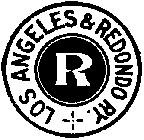 LOS ANGELES & REDONDO RY.
R